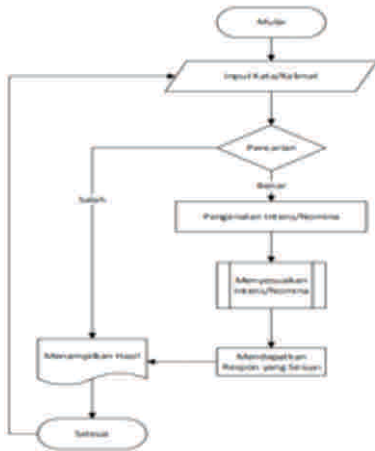 Mulai
Input Kata/Kalimat
Pencarian
Benar
Salah
Pengenalan Intens/Nomina
Menyesuaikan
Intens/Nomina
Menampilkan Hasil
Mendapatkan
Respon yang Sesuai
Selesai